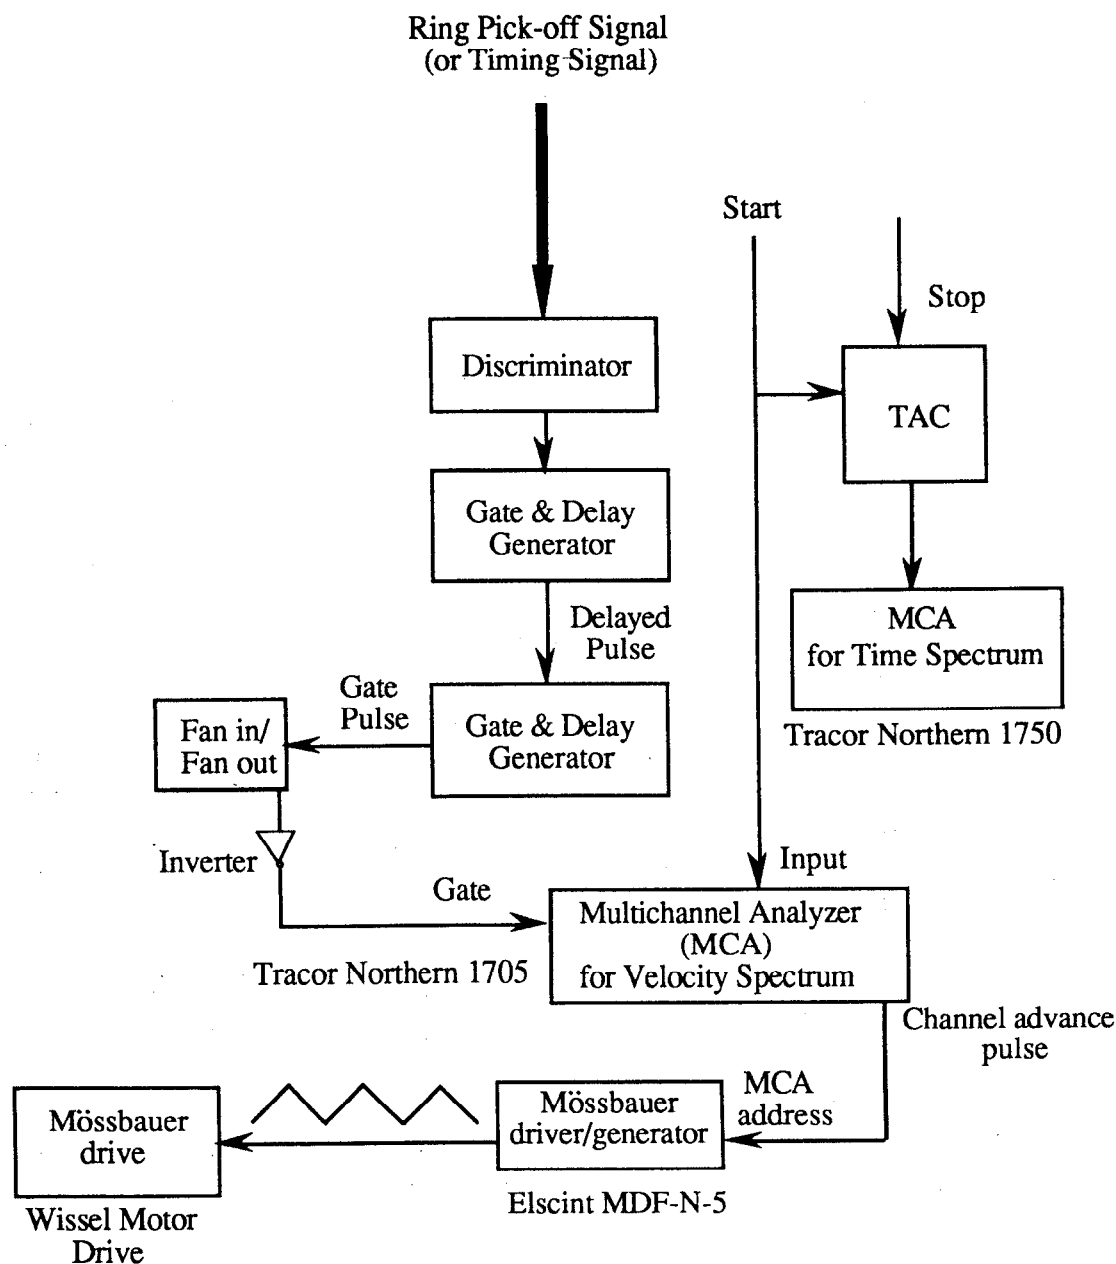 Ring Pick-off Signal
(or Timing Signal)
Start
Stop
Discriminator
TAC
Gate & Delay
Generator
Delayed
Pulse
MCA
for Time Spectrum
Tracor Northern 1750
Gate
Pulse
Fan in/
Fan out
Gate & Delay
Generator
Inverter
Input
Gate
Multichannel Analyzer
(MCA)
for Velocity Spectrum
Tracor Northern 1705
Channel advance
pulse
MCA
address
Mössbauer
driver/generator
Mössbauer
drive
Elscint MDF-N-5
Wissel Motor
Drive